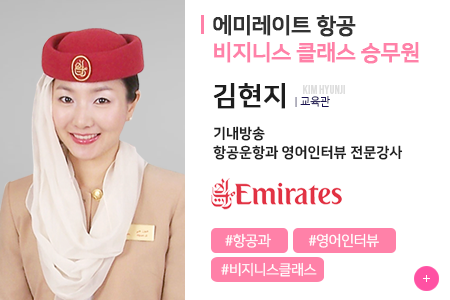 에미레이트 항공
비지니스 클래스 승무원
KIM HYUNJI
김현지 | 교육관
기내방송
항공운항과 영어인터뷰 전문강사
Emirates
#항공과 #영어인터뷰
#비지니스클래스
+